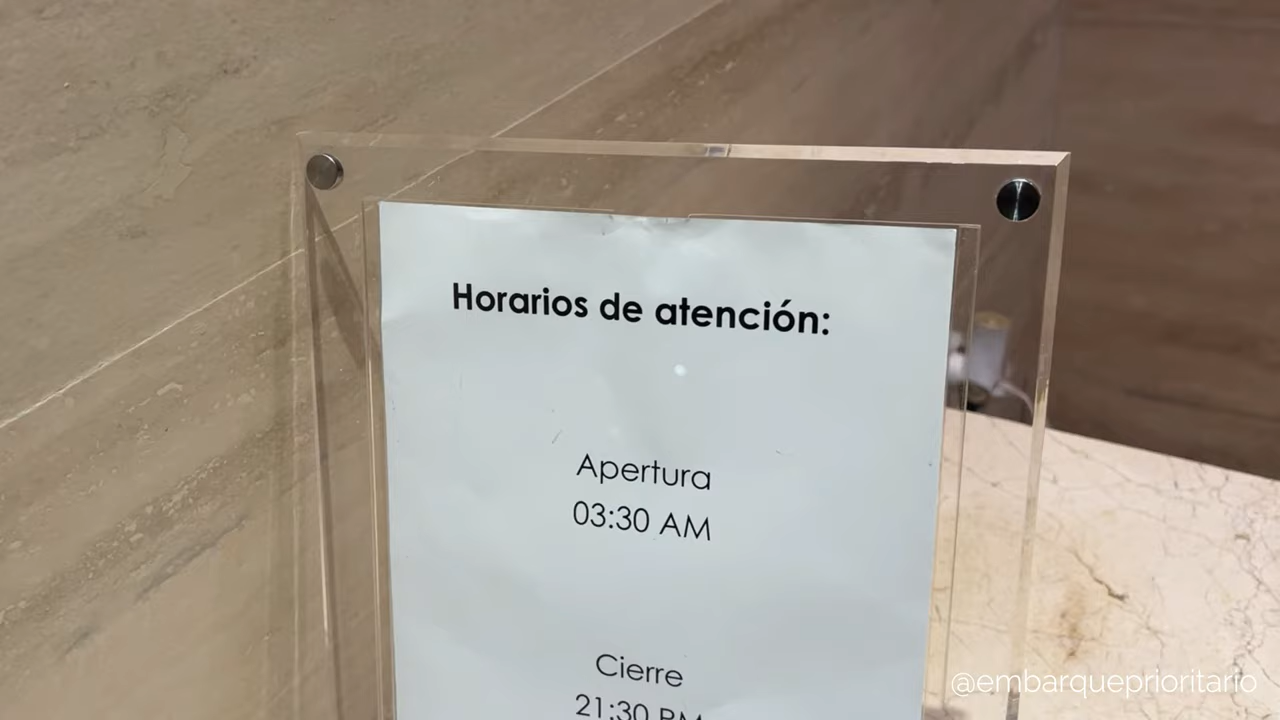 Horarios de atención:
Apertura
03:30 AM
Cierre
21:30 PM
@embarqueprioritario